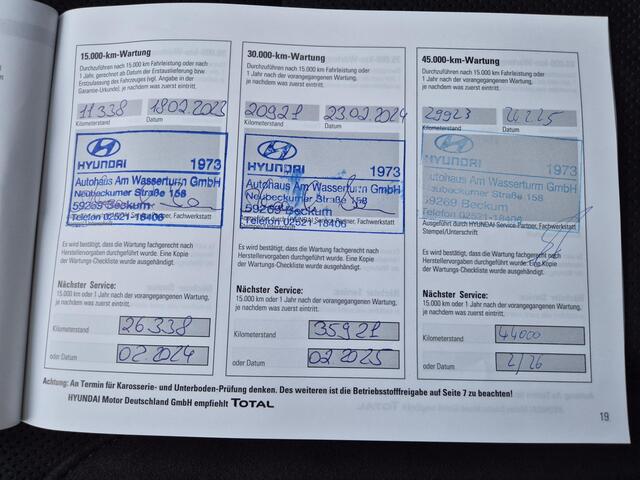 15.000-km-Wartung
Durchzuführen nach 15.000 km Fahrleistung oder nach
1 Jahr, gerechnet ab Datum der Erstauslieferung bzw.
Erstzulassung des Fahrzeuges (vgl. Angabe in der
Garantie-Urkunde), je nachdem was zuerst eintritt.
11338 18.02.2023
Kilometerstand Datum
HYUNDAI 1973
Autohaus Am Wasserturm GmbH
Neubeckumer Straße 158
59269 Beckum
Telefon 02521-18406
Es wird bestätigt, dass die Wartung fachgerecht nach
Herstellervorgaben durchgeführt wurde. Eine Kopie
der Wartungs-Checkliste wurde ausgehändigt.
Nächster Service:
15.000 km oder 1 Jahr nach der vorangegangenen Wartung,
je nachdem was zuerst eintritt.
Kilometerstand 26.338
oder Datum 02.2024
30.000-km-Wartung
Durchzuführen nach 15.000 km Fahrleistung oder
1 Jahr nach der vorangegangenen Wartung,
je nachdem was zuerst eintritt.
20921 23.02.2024
Kilometerstand Datum
HYUNDAI 1973
Autohaus Am Wasserturm GmbH
Neubeckumer Straße 158
59269 Beckum
Telefon 02521-18406
Ausgeführt durch HYUNDAI Service Partner, Fachwerkstatt
Es wird bestätigt, dass die Wartung fachgerecht nach
Herstellervorgaben durchgeführt wurde. Eine Kopie
der Wartungs-Checkliste wurde ausgehändigt.
Nächster Service:
15.000 km oder 1 Jahr nach der vorangegangenen Wartung,
je nachdem was zuerst eintritt.
Kilometerstand 35921
oder Datum 02.2025
45.000-km-Wartung
Durchzuführen nach 15.000 km Fahrleistung oder
1 Jahr nach der vorangegangenen Wartung,
je nachdem was zuerst eintritt.
29923
Kilometerstand Datum
HYUNDAI 1973
Autohaus Am Wasserturm GmbH
Neubeckumer Straße 158
59269 Beckum
Telefon 02521-18406
Ausgeführt durch HYUNDAI Service Partner, Fachwerkstatt
Stempel/Unterschrift
Es wird bestätigt, dass die Wartung fachgerecht nach
Herstellervorgaben durchgeführt wurde. Eine Kopie
der Wartungs-Checkliste wurde ausgehändigt.
Nächster Service:
15.000 km oder 1 Jahr nach der vorangegangenen Wartung,
je nachdem was zuerst eintritt.
Kilometerstand 44000
oder Datum 2/26
Achtung: An Termin für Karosserie- und Unterboden-Prüfung denken. Des weiteren ist die Betriebsstofffreigabe auf Seite 7 zu beachten!
HYUNDAI Motor Deutschland GmbH empfiehlt TOTAL
19